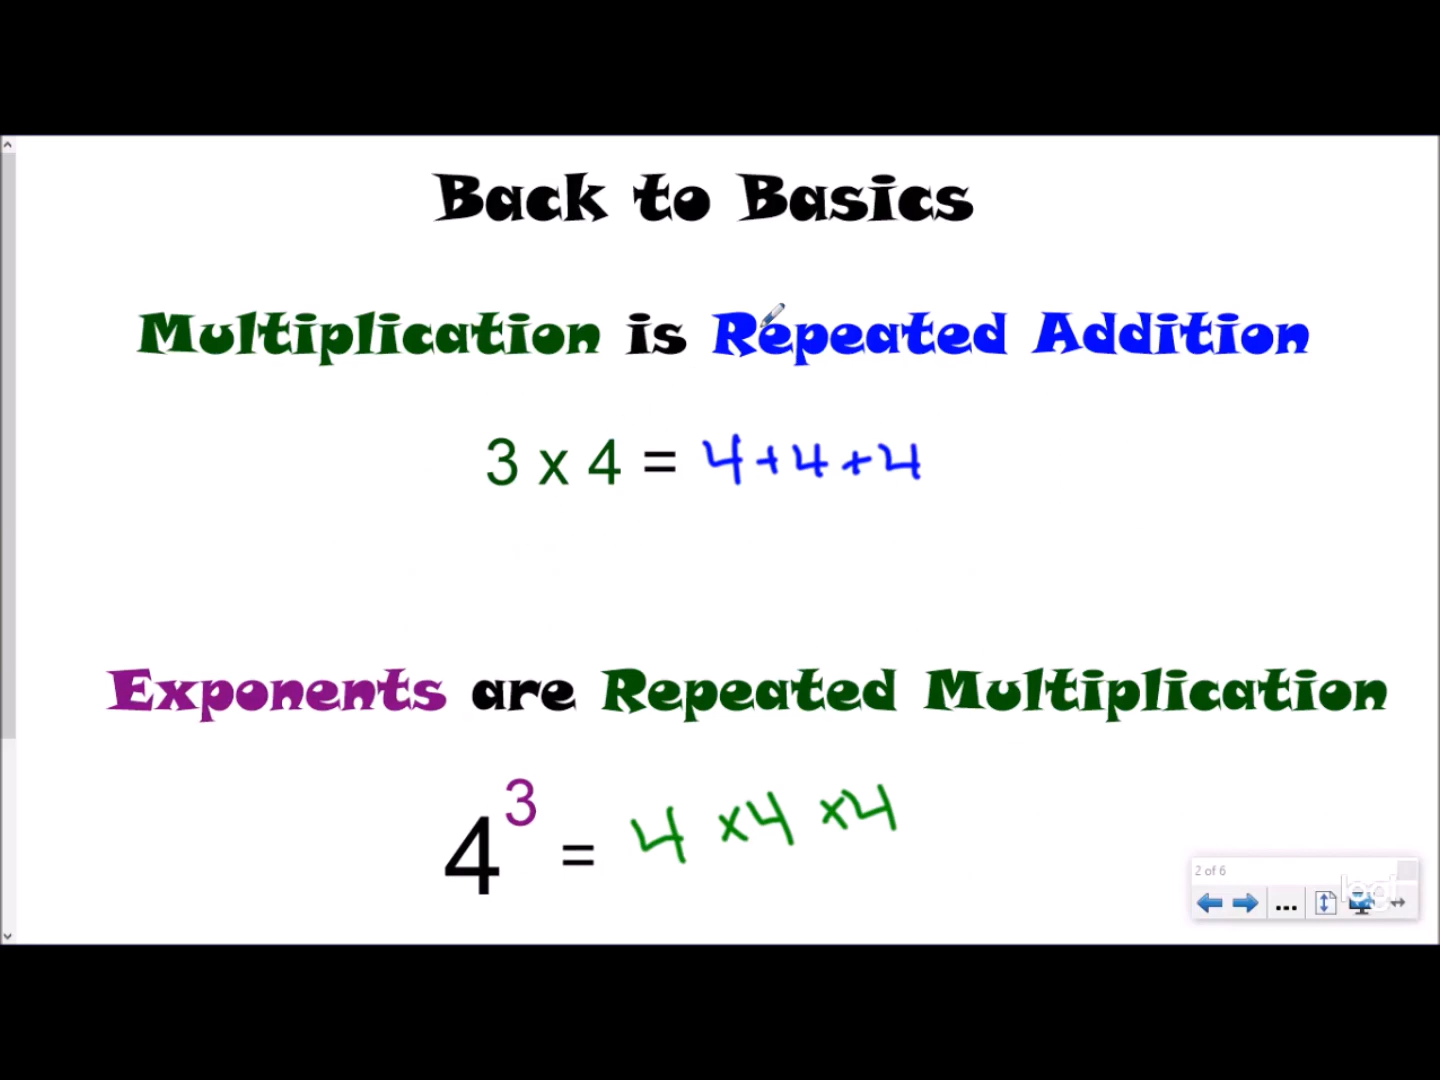 Back to Basics
Multiplication is Repeated Addition
3 x 4 = 4+4+4
Exponents are Repeated Multiplication
4³ = 4 x4 x4
2 of 6
logi